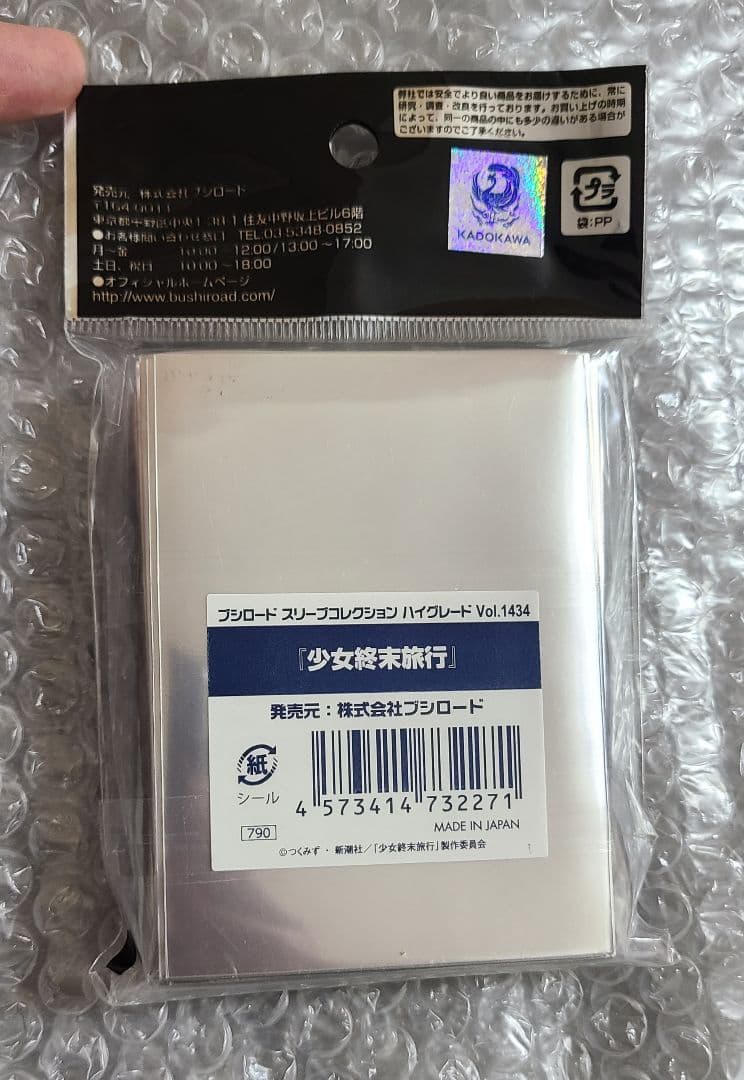 弊社では安全でより良い商品をお届けするために、常に
研究・調査・改良を行っております。お買い上げの時期
によって、同一の商品の中にも多少の違いがある場合が
ございますのでご了承ください。
KADOKAWA
プラ
袋:PP
発売元 株式会社ブシロード
〒164-0011
東京都中野区中央1-38-1 住友中野坂上ビル6階
●お客様問い合わせ窓口 TEL.03-5348-0852
月〜金 10:00〜12:00/13:00〜17:00
土日、祝日 10:00〜18:00
●オフィシャルホームページ
http://www.bushiroad.com/
ブシロード スリーブコレクション ハイグレード Vol.1434
『少女終末旅行』
発売元:株式会社ブシロード
紙
シール
4 573414 732271
790
MADE IN JAPAN
©つくみず・新潮社/「少女終末旅行」製作委員会
1